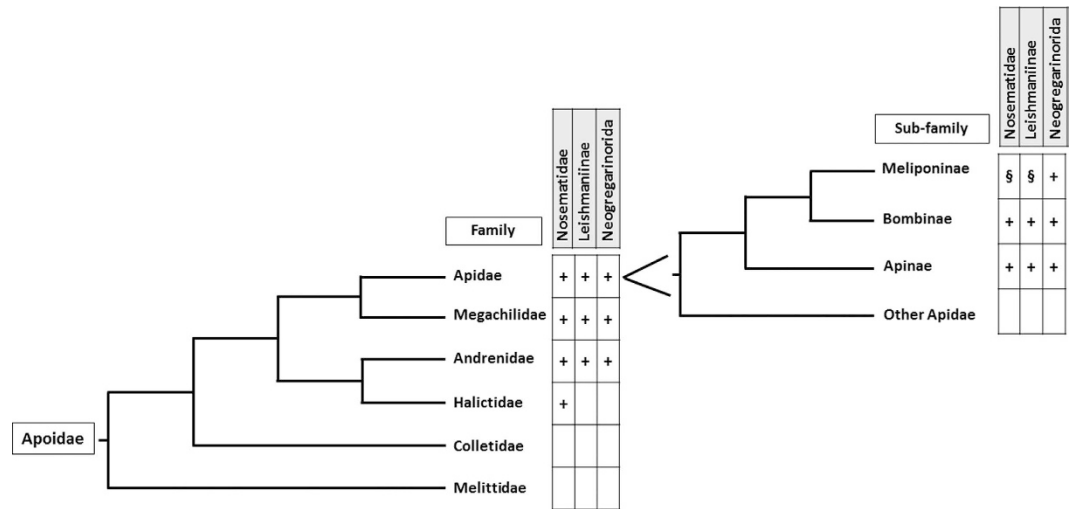 Nosematidae
Leishmaniinae
Neogregarinorida
Family
Apidae + + +
Megachilidae + + +
Andrenidae + + +
Halictidae +
Colletidae
Melittidae
Apoidae
Nosematidae
Leishmaniinae
Neogregarinorida
Sub-family
Meliponinae § § +
Bombinae + + +
Apinae + + +
Other Apidae